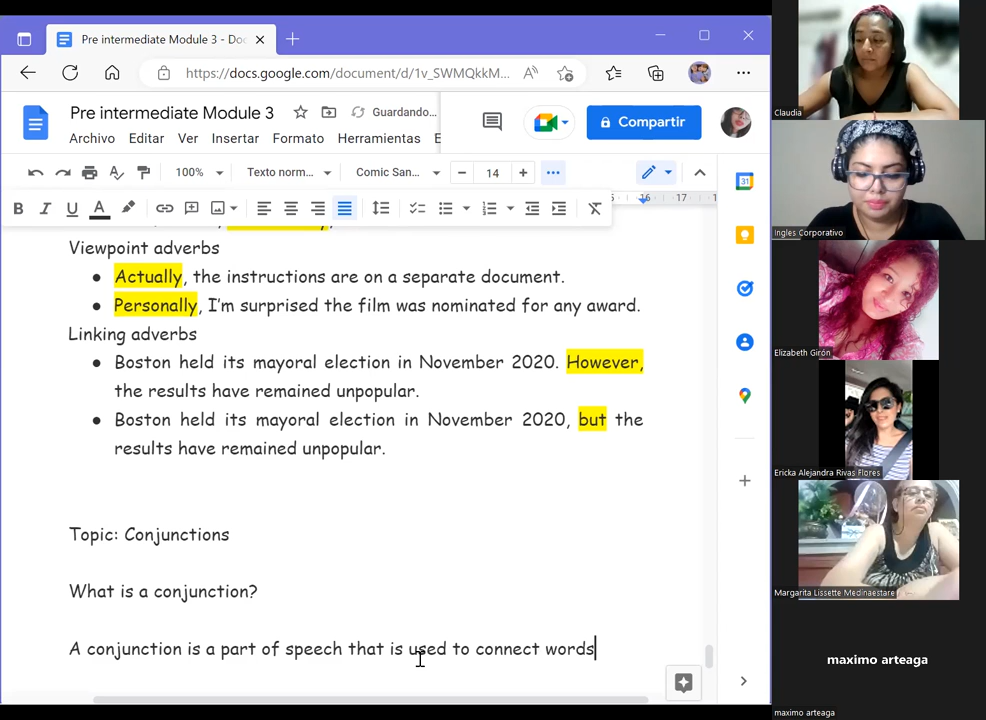 Pre intermediate Module 3 - Doc
https://docs.google.com/document/d/1v_SWMQkkM...
Pre intermediate Module 3
Guardando...
Compartir
Archivo Editar Ver Insertar Formato Herramientas E
100% Texto norm... Comic San... 14
16 17 1
Viewpoint adverbs
● Actually, the instructions are on a separate document.
● Personally, I'm surprised the film was nominated for any award.
Linking adverbs
● Boston held its mayoral election in November 2020. However,
the results have remained unpopular.
● Boston held its mayoral election in November 2020, but the
results have remained unpopular.
Topic: Conjunctions
What is a conjunction?
A conjunction is a part of speech that is used to connect words
Claudia
Ingles Corporativo
Elizabeth Girón
Ericka Alejandra Rivas Flores
Margarita Lissette Medinaestare
maximo arteaga
maximo arteaga